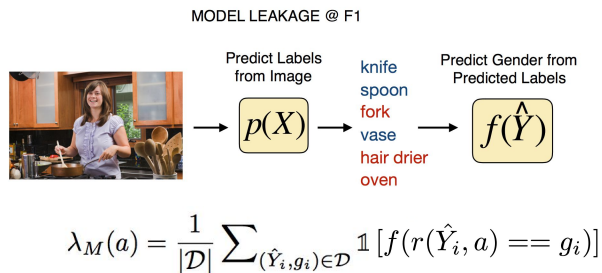 MODEL LEAKAGE @ F1
Predict Labels
from Image
p(X)
knife
spoon
fork
vase
hair drier
oven
Predict Gender from
Predicted Labels
f(Ŷ)
λ_M(a) = 1/|𝒟| ∑_{(Ŷ_i,g_i)∈𝒟} 𝟙 [f(r(Ŷ_i, a) == g_i)]